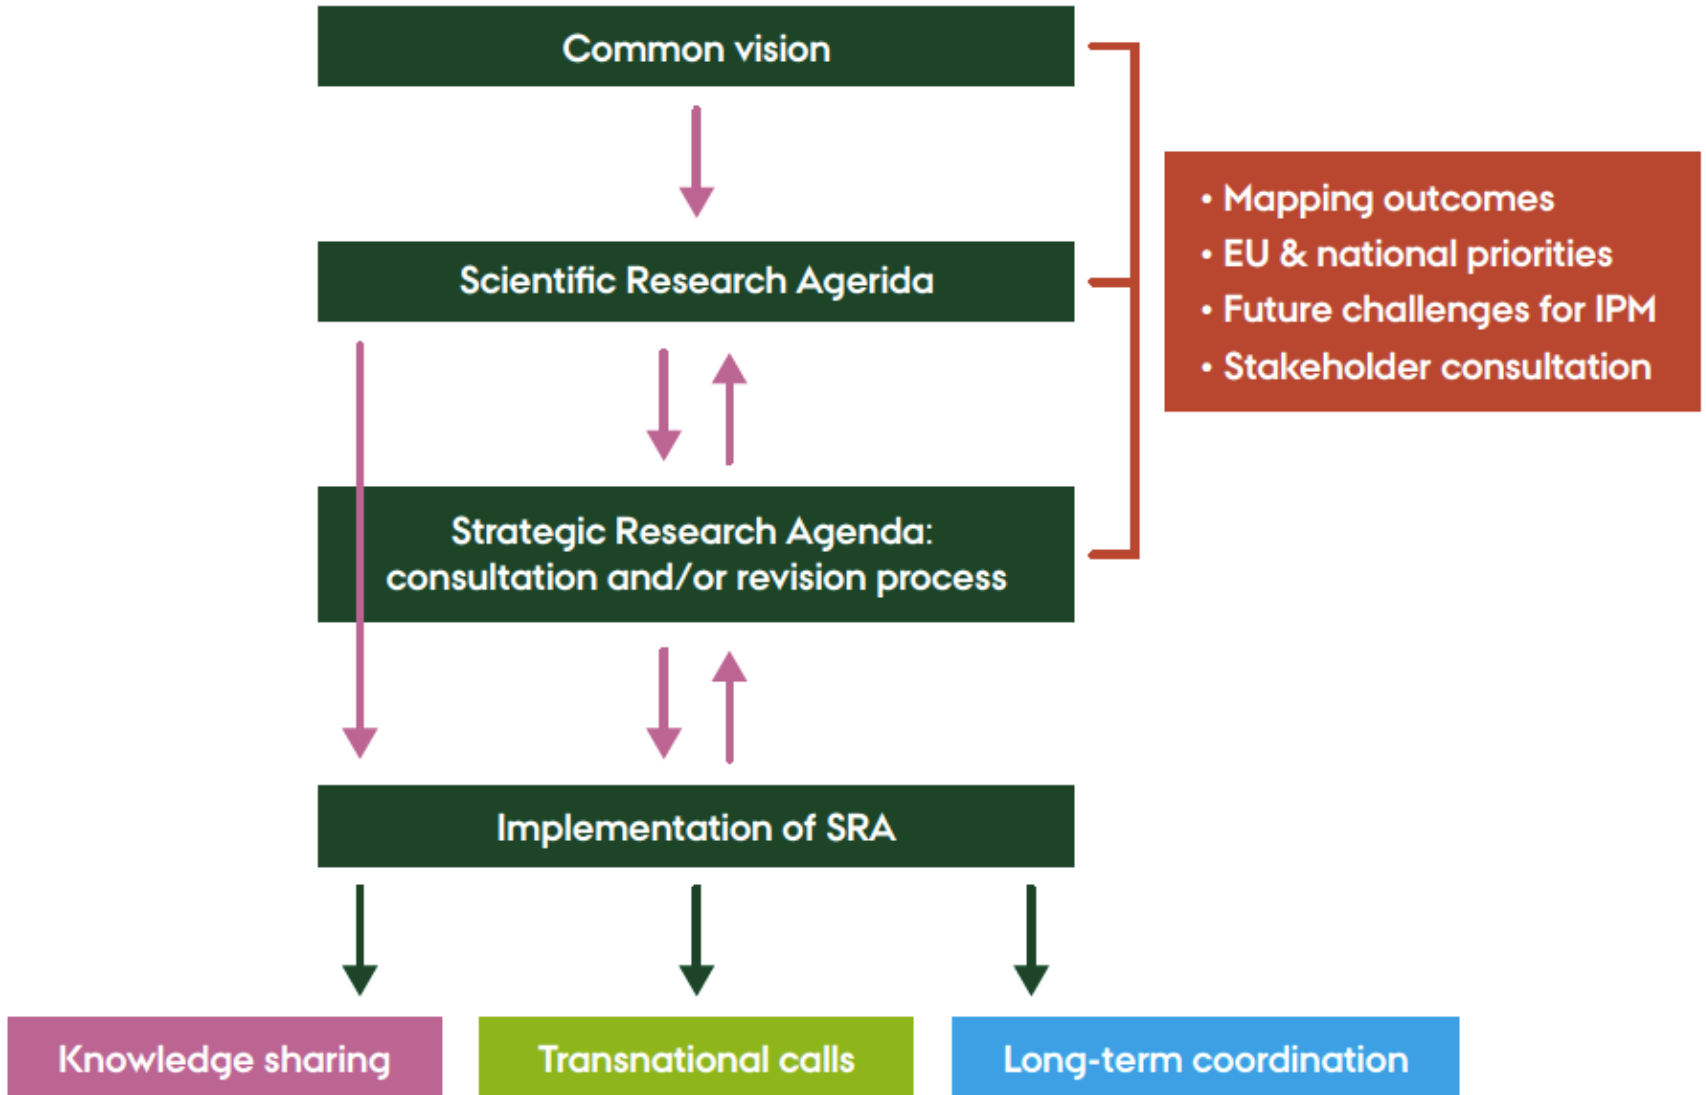 Common vision
Scientific Research Agerida
• Mapping outcomes
• EU & national priorities
• Future challenges for IPM
• Stakeholder consultation
Strategic Research Agenda:
consultation and/or revision process
Implementation of SRA
Knowledge sharing
Transnational calls
Long-term coordination